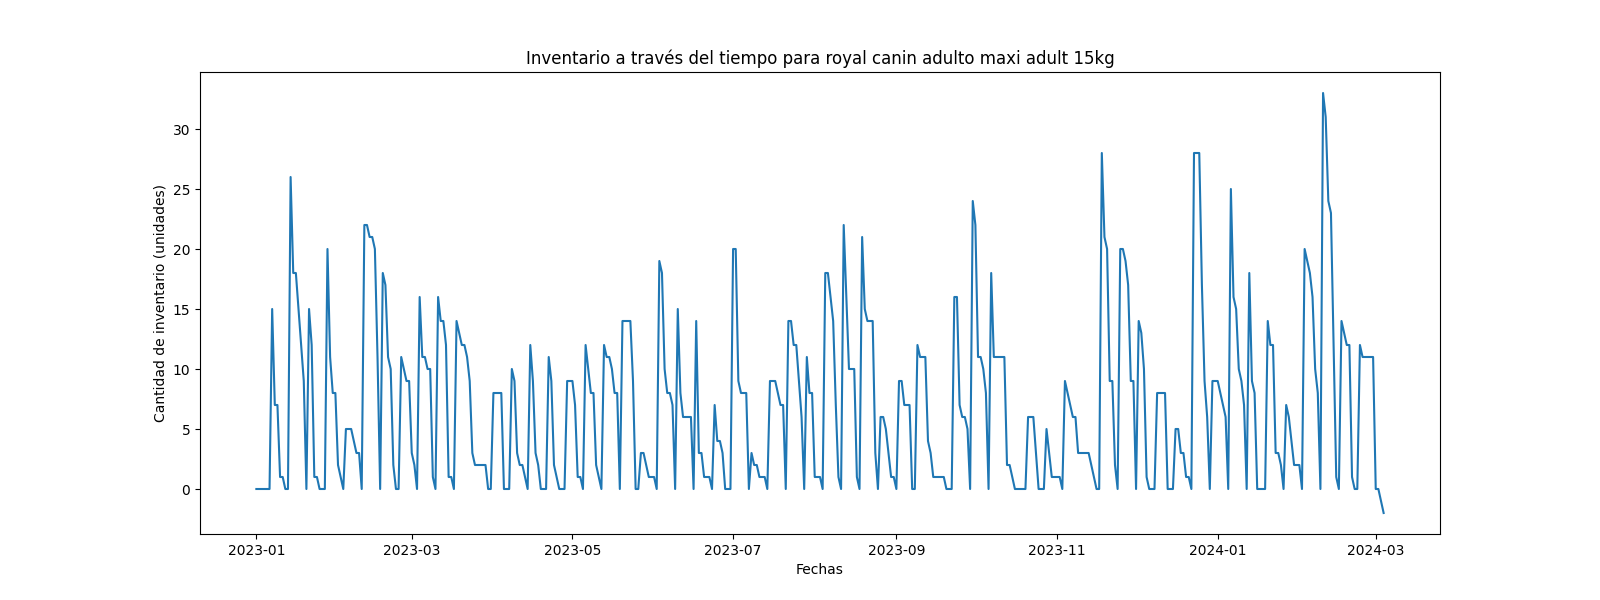 Inventario a través del tiempo para royal canin adulto maxi adult 15kg
Cantidad de inventario (unidades)
30
25
20
15
10
5
0
2023-01 2023-03 2023-05 2023-07 2023-09 2023-11 2024-01 2024-03
Fechas